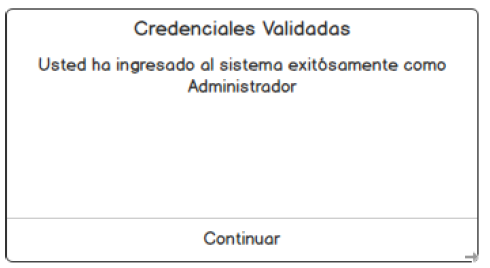 Credenciales Validadas
Usted ha ingresado al sistema exitósamente como
Administrador
Continuar